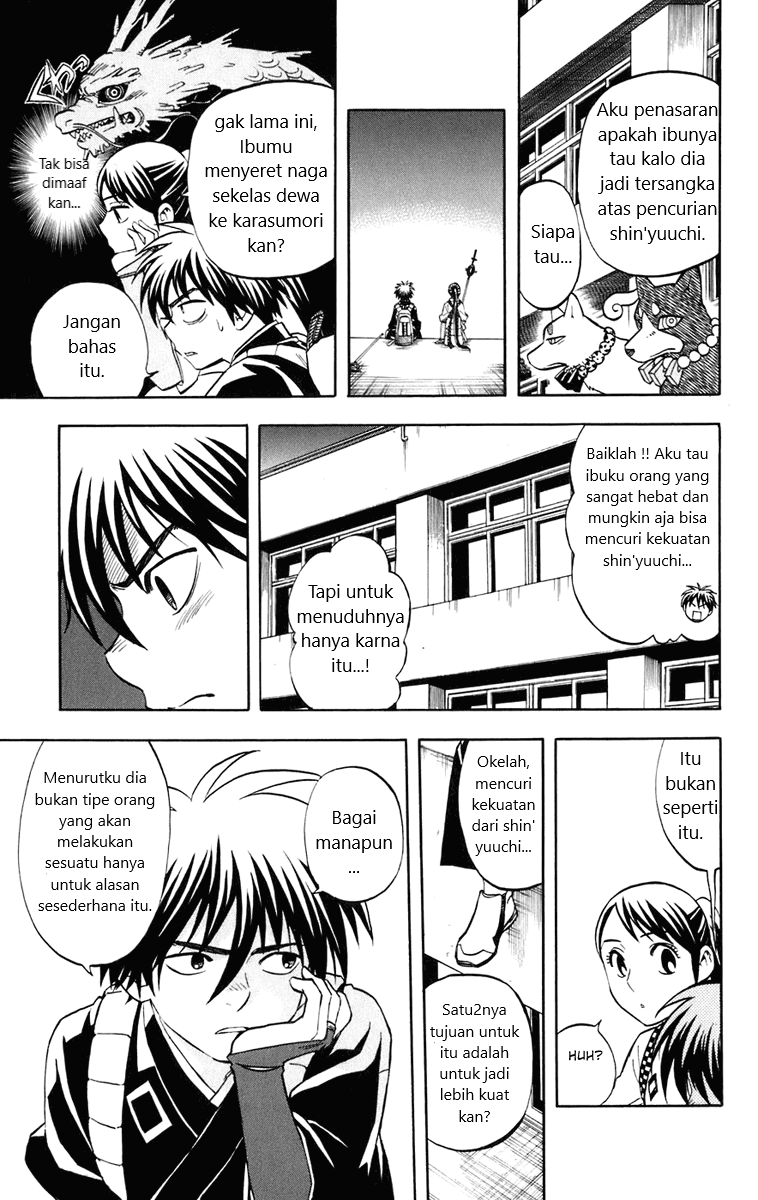 Aku penasaran
apakah ibunya
tau kalo dia
jadi tersangka
atas pencurian
shin'yuuchi.
Siapa
tau...
gak lama ini,
Ibumu
menyeret naga
sekelas dewa
ke karasumori
kan?
Tak bisa
dimaaf
kan...
Jangan
bahas
itu.
Baiklah !! Aku tau
ibuku orang yang
sangat hebat dan
mungkin aja bisa
mencuri kekuatan
shin'yuuchi...
Tapi untuk
menuduhnya
hanya karna
itu...!
Itu
bukan
seperti
itu.
HUH?
Okelah,
mencuri
kekuatan
dari shin'
yuuchi...
Satu2nya
tujuan untuk
itu adalah
untuk jadi
lebih kuat
kan?
Bagai
manapun
...
Menurutku dia
bukan tipe orang
yang akan
melakukan
sesuatu hanya
untuk alasan
sesederhana itu.